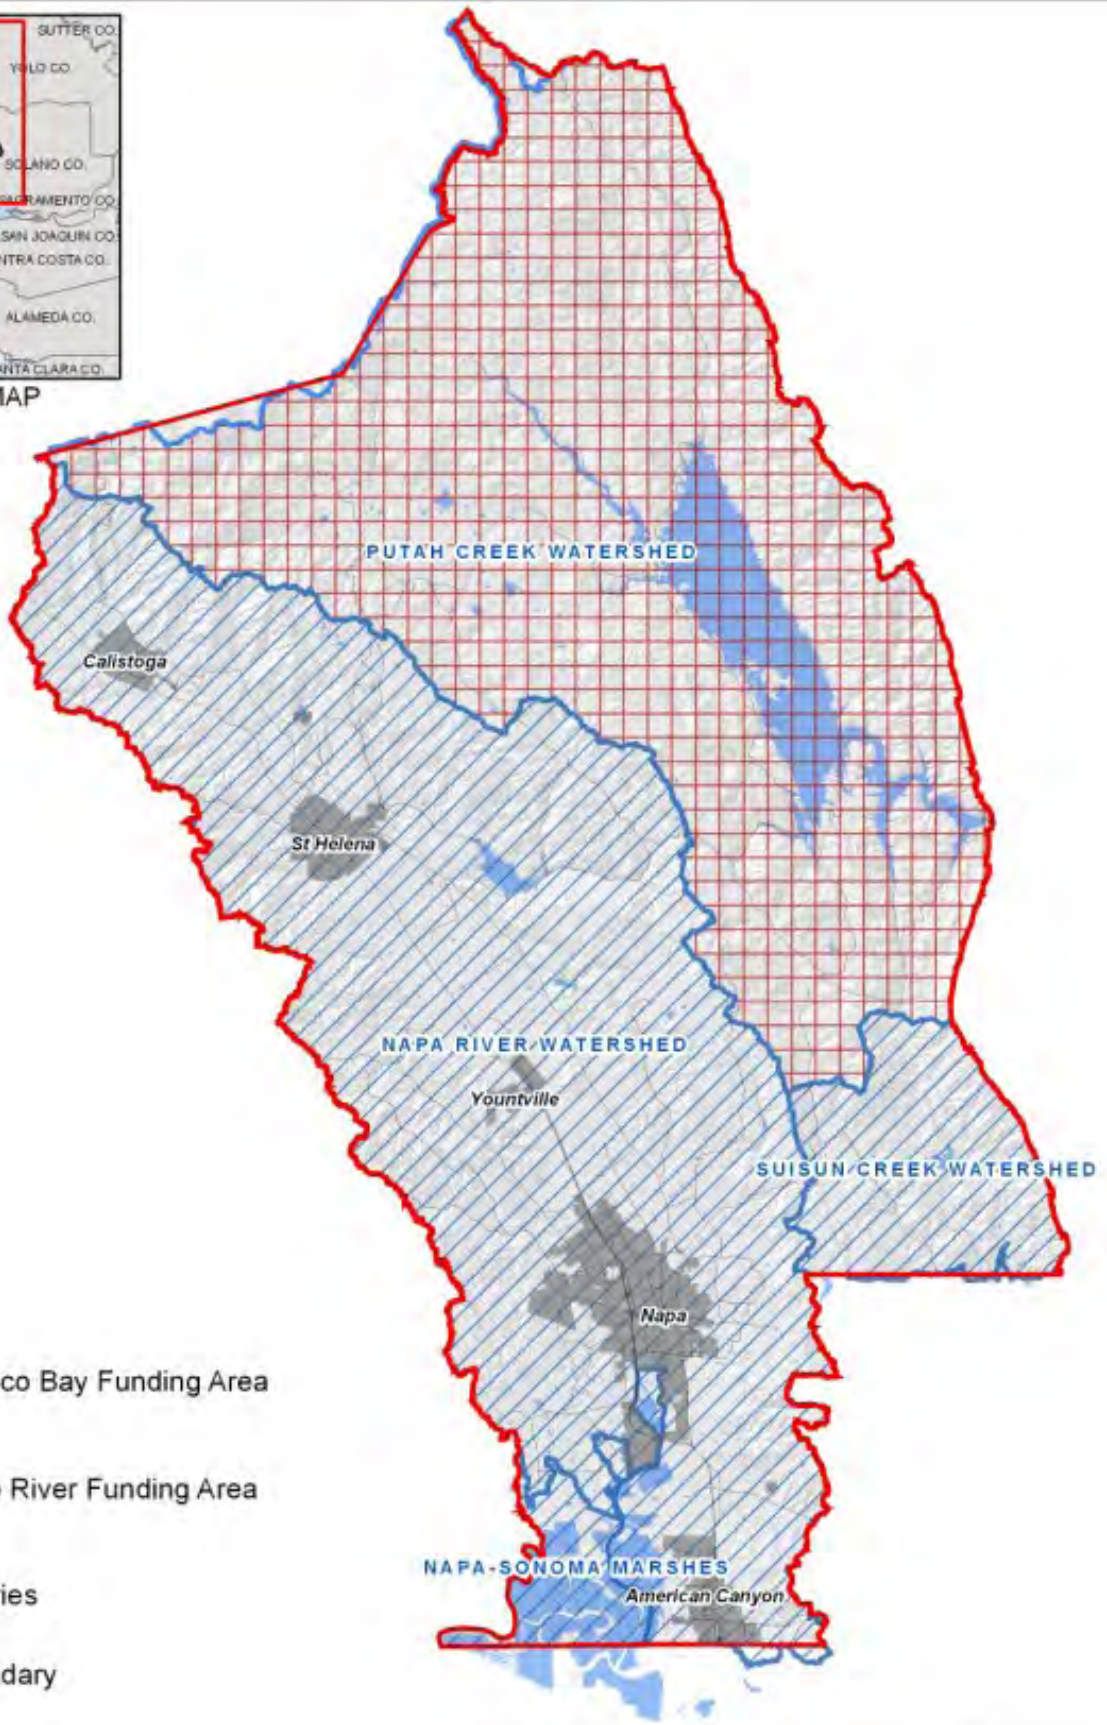 SUTTER CO.
YOLO CO.
SOLANO CO.
SACRAMENTO CO.
SAN JOAQUIN CO.
NTRA COSTA CO.
ALAMEDA CO.
ANTA CLARA CO.
MAP
PUTAH CREEK WATERSHED
Calistoga
St Helena
NAPA RIVER WATERSHED
Yountville
SUISUN CREEK WATERSHED
Napa
co Bay Funding Area
River Funding Area
NAPA-SONOMA MARSHES
ries
American Canyon
dary